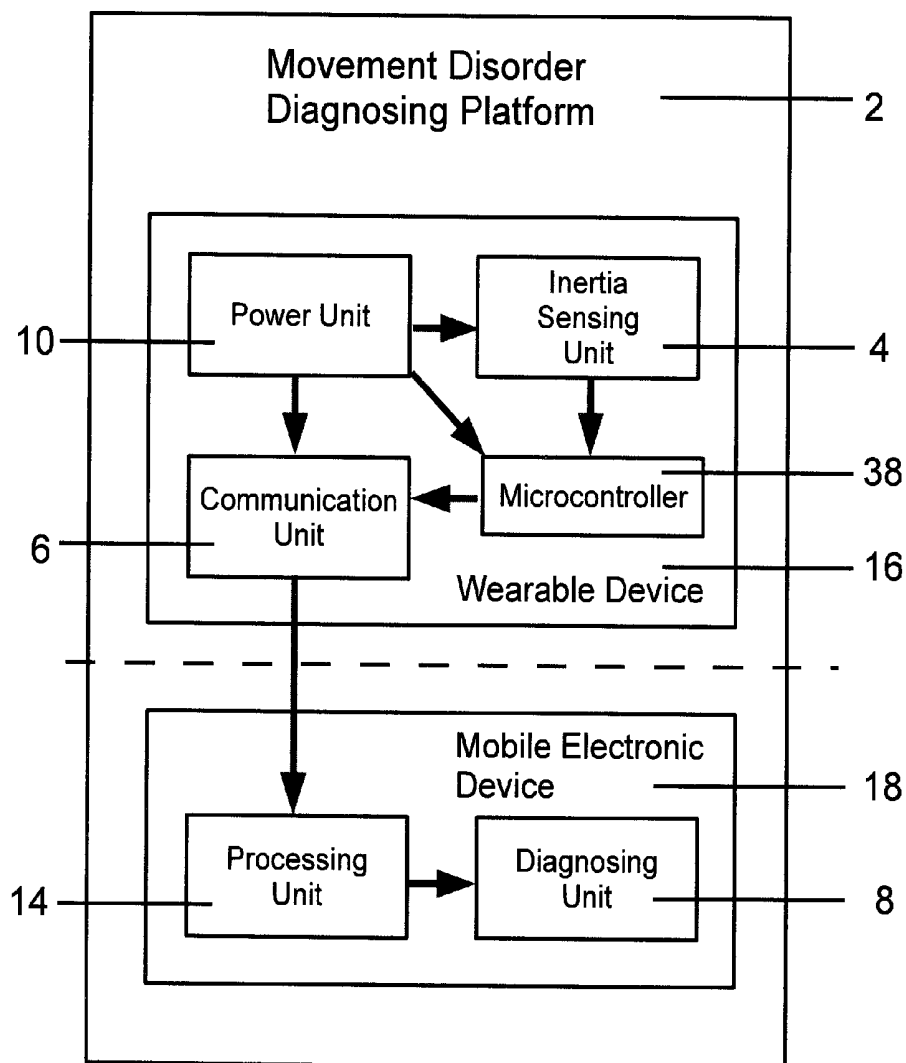 Movement Disorder
Diagnosing Platform
2
Power Unit
Inertia
Sensing
Unit
10
4
Communication
Unit
Microcontroller
38
6
16
Wearable Device
Mobile Electronic
Device
18
Processing
Unit
Diagnosing
Unit
14
8